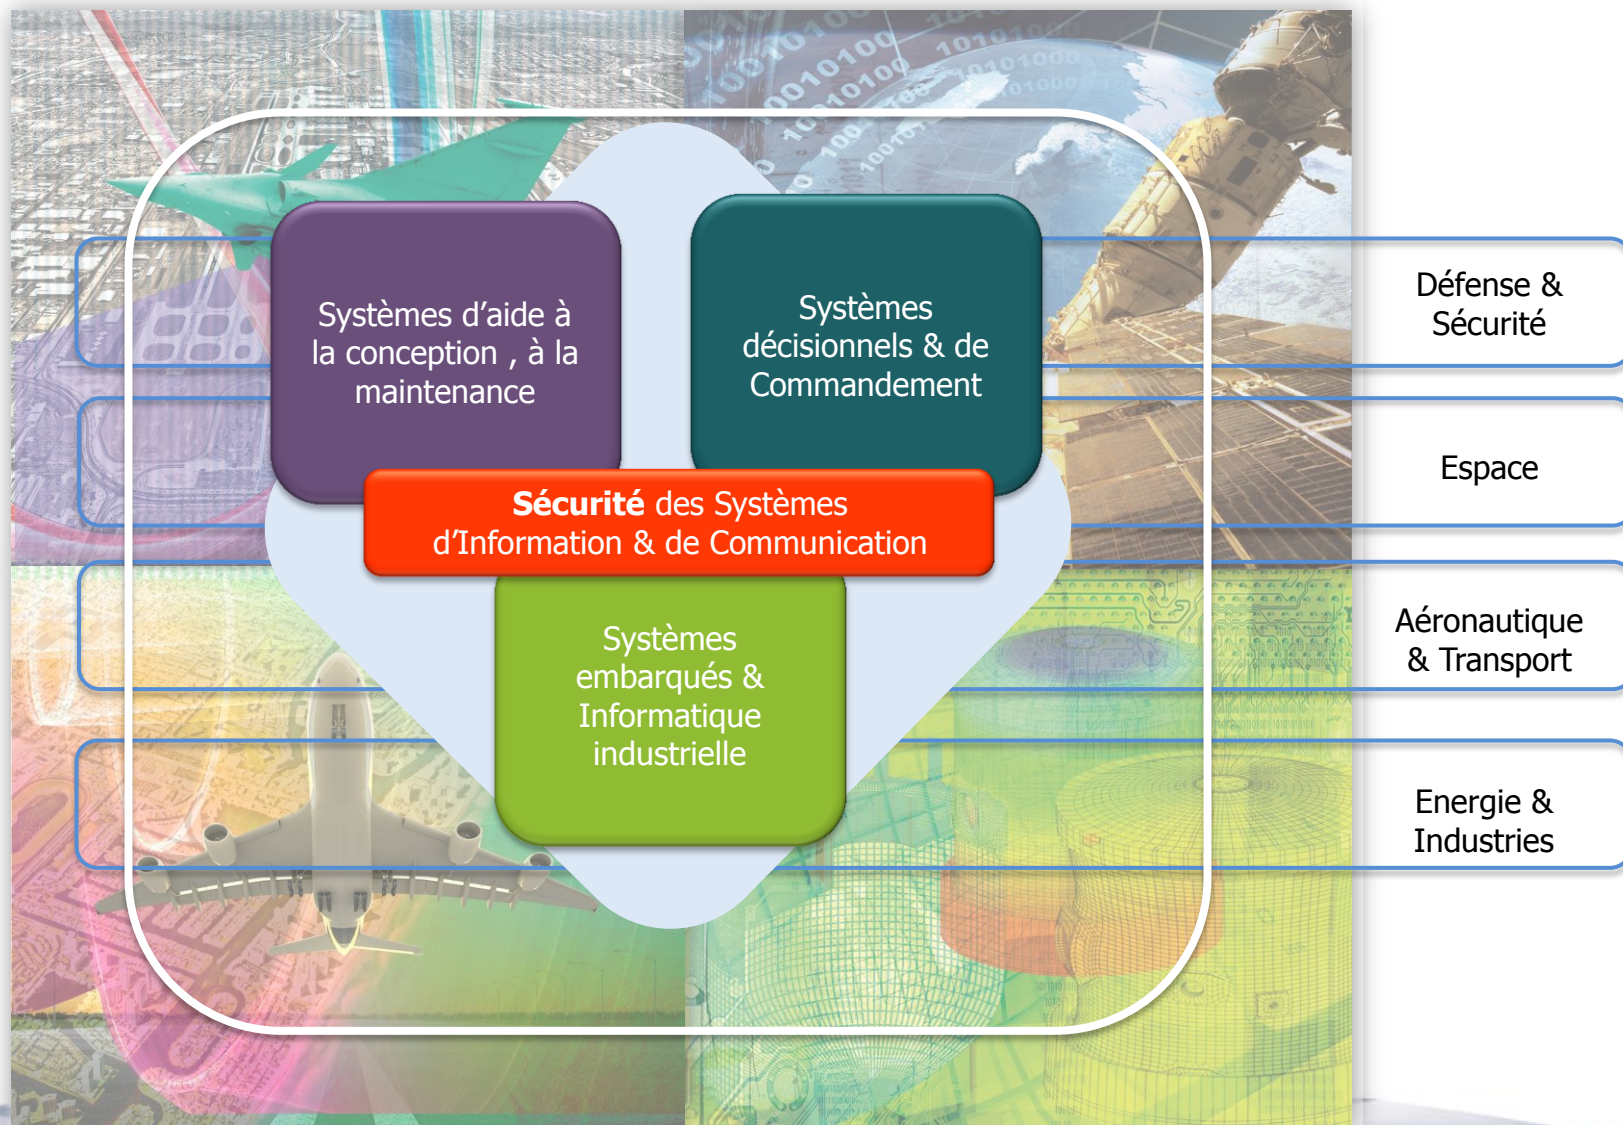 Systèmes d’aide à
la conception , à la
maintenance
Systèmes
décisionnels & de
Commandement
Sécurité des Systèmes
d’Information & de Communication
Systèmes
embarqués &
Informatique
industrielle
Défense &
Sécurité
Espace
Aéronautique
& Transport
Energie &
Industries